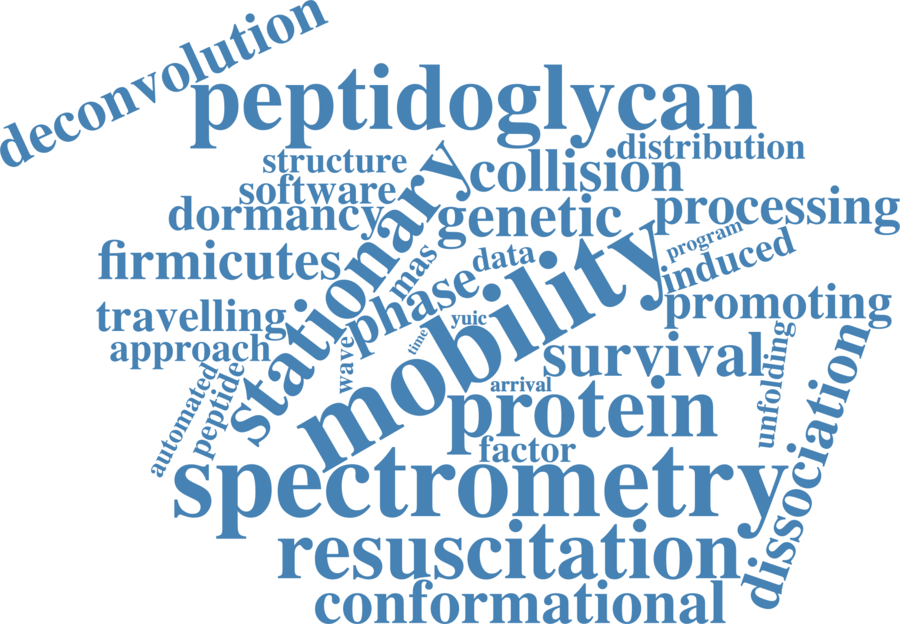 deconvolution
peptidoglycan
distribution
structure
collision
software
dormancy
genetic
processing
stationary
program
firmicutes
mas
data
induced
phase
mobility
travelling
yuic
promoting
time
approach
wave
survival
unfolding
automated
peptide
arrival
protein
dissociation
factor
spectrometry
resuscitation
conformational